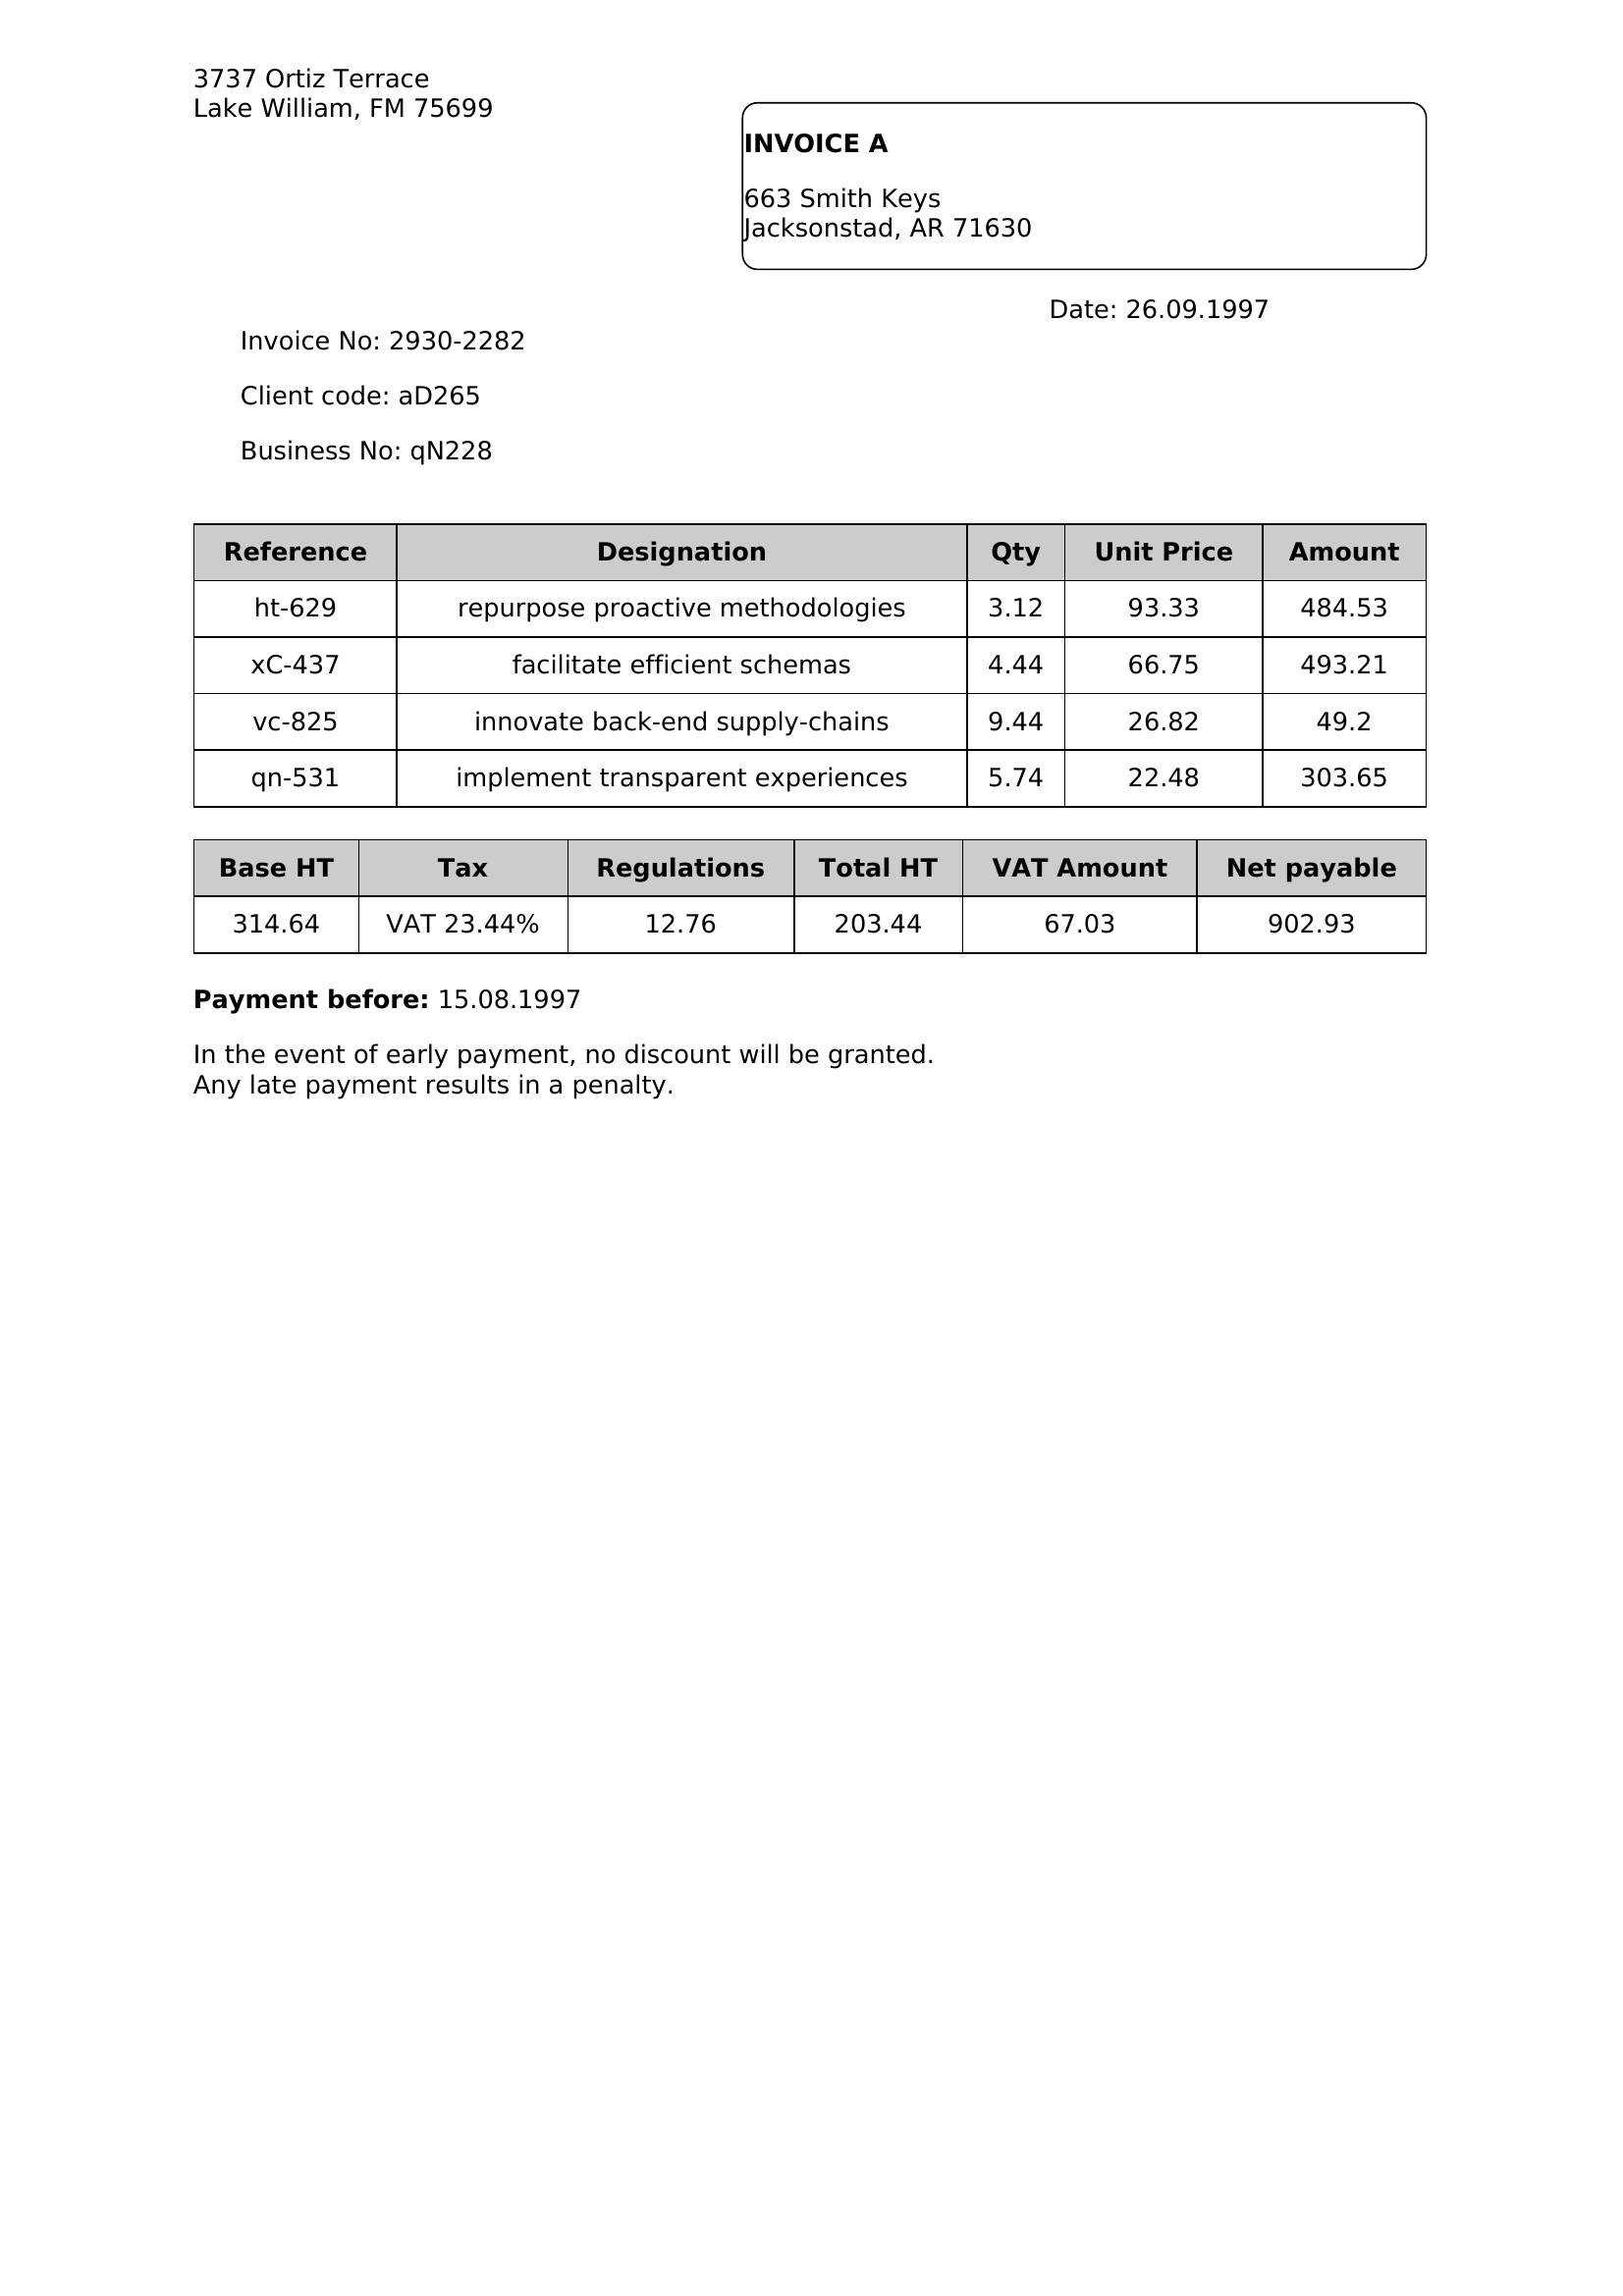 3737 Ortiz Terrace
Lake William, FM 75699
INVOICE A
663 Smith Keys
Jacksonstad, AR 71630
Date: 26.09.1997
Invoice No: 2930-2282
Client code: aD265
Business No: qN228
Reference Designation Qty Unit Price Amount
ht-629 repurpose proactive methodologies 3.12 93.33 484.53
xC-437 facilitate efficient schemas 4.44 66.75 493.21
vc-825 innovate back-end supply-chains 9.44 26.82 49.2
qn-531 implement transparent experiences 5.74 22.48 303.65
Base HT Tax Regulations Total HT VAT Amount Net payable
314.64 VAT 23.44% 12.76 203.44 67.03 902.93
Payment before: 15.08.1997
In the event of early payment, no discount will be granted.
Any late payment results in a penalty.